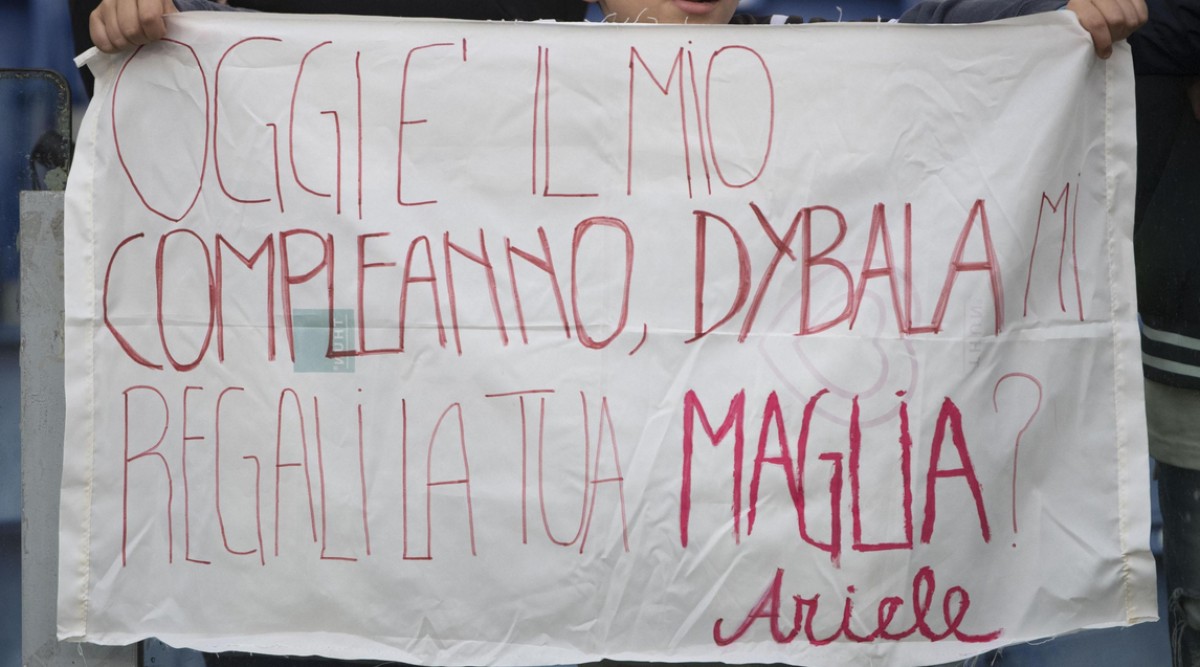 OGGI E' IL MIO
COMPLEANNO, DYBALA MI
REGALI LA TUA MAGLIA?
Ariele